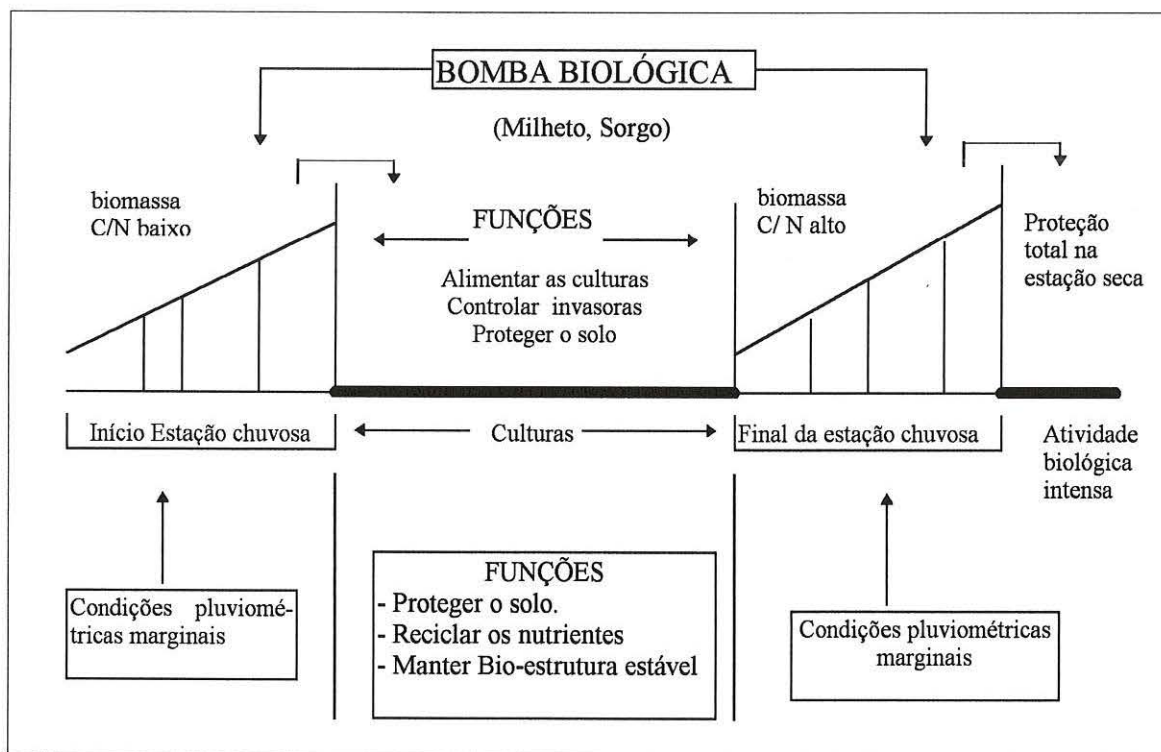 BOMBA BIOLÓGICA
(Milheto, Sorgo)
biomassa
C/N baixo
FUNÇÕES
Alimentar as culturas
Controlar invasoras
Proteger o solo
biomassa
C/ N alto
Proteção
total na
estação seca
Início Estação chuvosa
Culturas
Final da estação chuvosa
Atividade
biológica
intensa
Condições pluviomé-
tricas marginais
FUNÇÕES
- Proteger o solo.
- Reciclar os nutrientes
- Manter Bio-estrutura estável
Condições pluviométricas
marginais